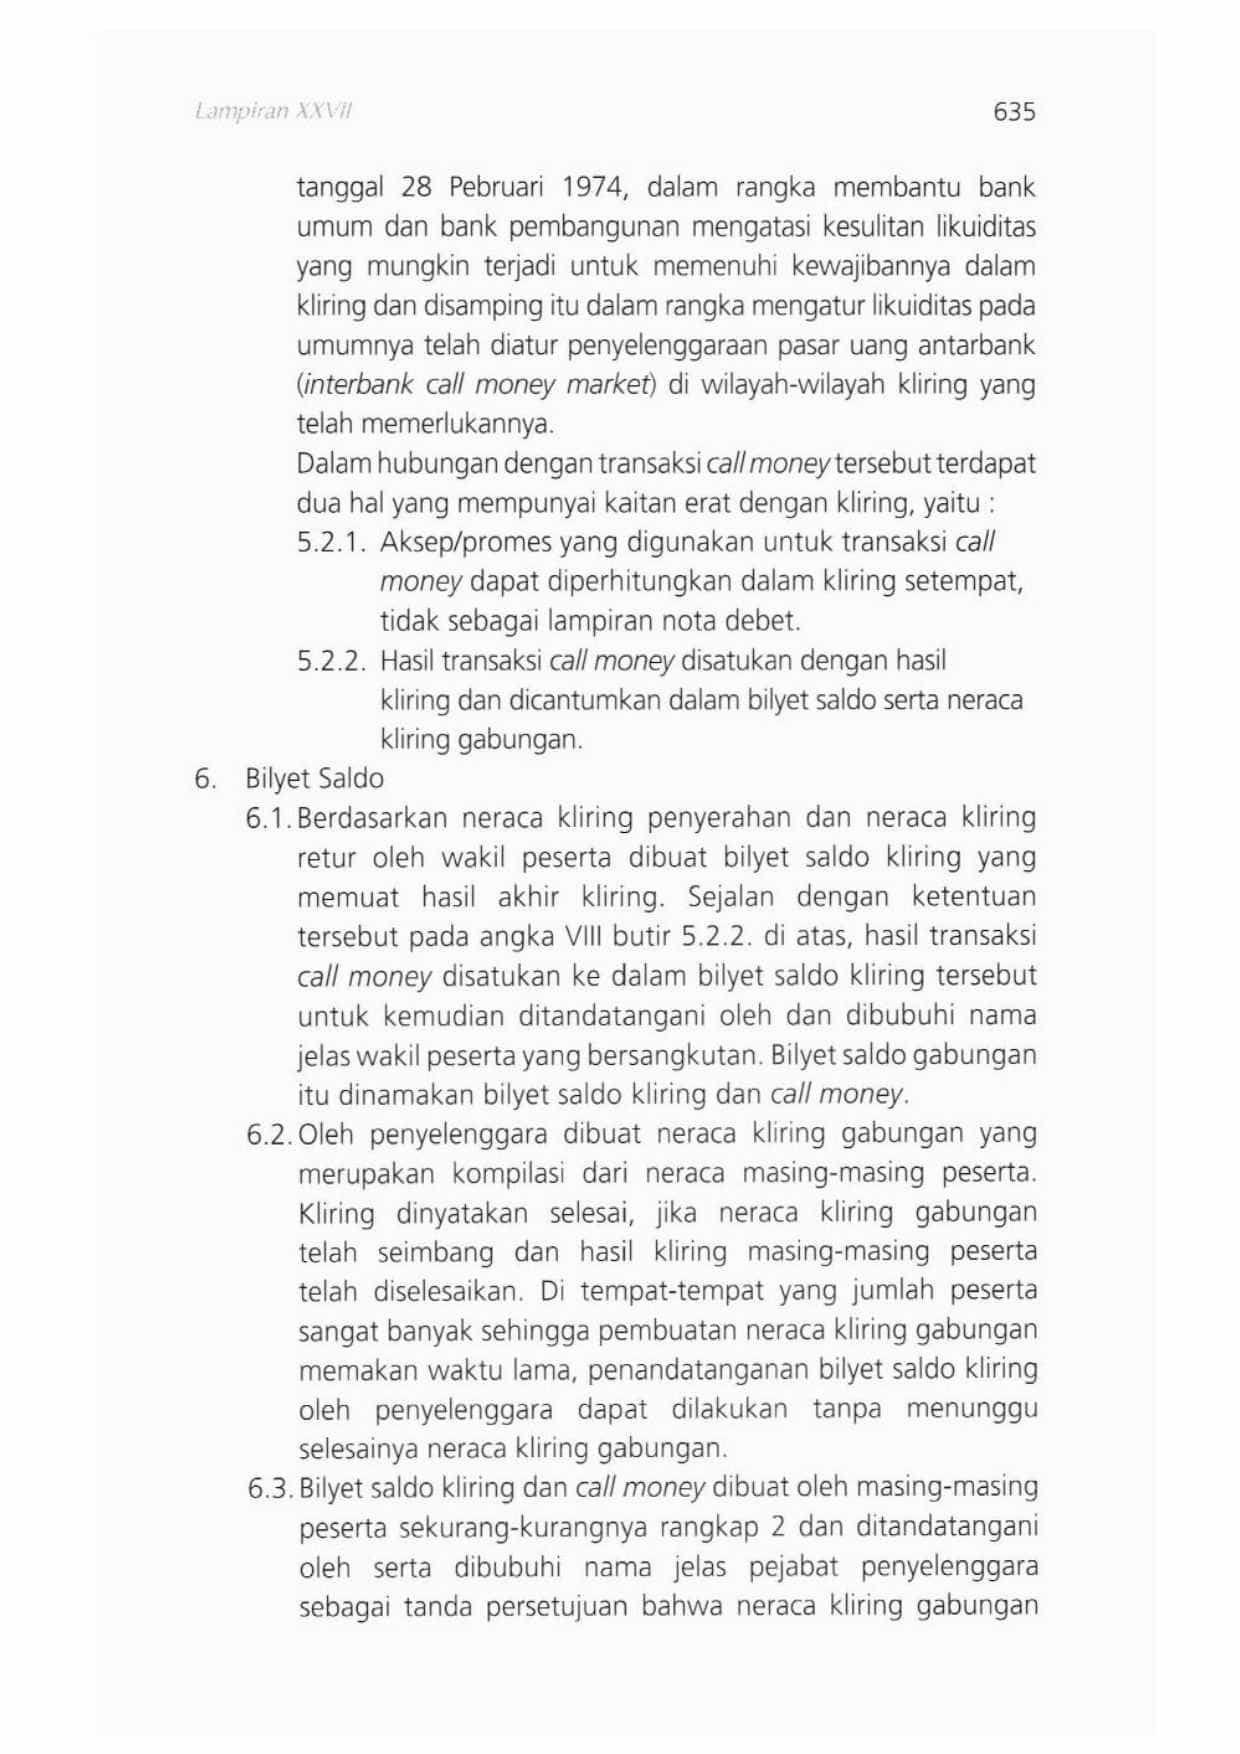 Lampiran XXVII 635
tanggal 28 Pebruari 1974, dalam rangka membantu bank
umum dan bank pembangunan mengatasi kesulitan likuiditas
yang mungkin terjadi untuk memenuhi kewajibannya dalam
kliring dan disamping itu dalam rangka mengatur likuiditas pada
umumnya telah diatur penyelenggaraan pasar uang antarbank
(interbank call money market) di wilayah-wilayah kliring yang
telah memerlukannya.
Dalam hubungan dengan transaksi call money tersebut terdapat
dua hal yang mempunyai kaitan erat dengan kliring, yaitu :
5.2.1. Aksep/promes yang digunakan untuk transaksi call
money dapat diperhitungkan dalam kliring setempat,
tidak sebagai lampiran nota debet.
5.2.2. Hasil transaksi call money disatukan dengan hasil
kliring dan dicantumkan dalam bilyet saldo serta neraca
kliring gabungan.
6. Bilyet Saldo
6.1. Berdasarkan neraca kliring penyerahan dan neraca kliring
retur oleh wakil peserta dibuat bilyet saldo kliring yang
memuat hasil akhir kliring. Sejalan dengan ketentuan
tersebut pada angka VIII butir 5.2.2. di atas, hasil transaksi
call money disatukan ke dalam bilyet saldo kliring tersebut
untuk kemudian ditandatangani oleh dan dibubuhi nama
jelas wakil peserta yang bersangkutan. Bilyet saldo gabungan
itu dinamakan bilyet saldo kliring dan call money.
6.2. Oleh penyelenggara dibuat neraca kliring gabungan yang
merupakan kompilasi dari neraca masing-masing peserta.
Kliring dinyatakan selesai, jika neraca kliring gabungan
telah seimbang dan hasil kliring masing-masing peserta
telah diselesaikan. Di tempat-tempat yang jumlah peserta
sangat banyak sehingga pembuatan neraca kliring gabungan
memakan waktu lama, penandatanganan bilyet saldo kliring
oleh penyelenggara dapat dilakukan tanpa menunggu
selesainya neraca kliring gabungan.
6.3. Bilyet saldo kliring dan call money dibuat oleh masing-masing
peserta sekurang-kurangnya rangkap 2 dan ditandatangani
oleh serta dibubuhi nama jelas pejabat penyelenggara
sebagai tanda persetujuan bahwa neraca kliring gabungan